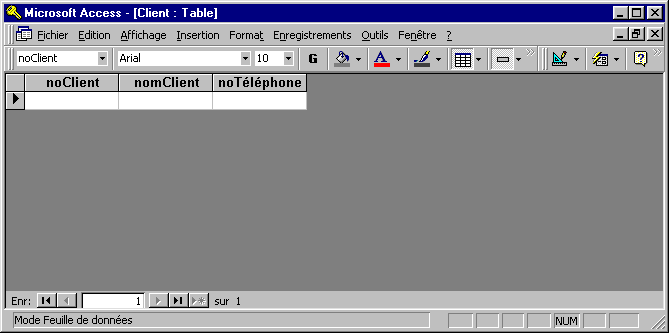 Microsoft Access - [Client : Table]
Fichier Edition Affichage Insertion Format Enregistrements Outils Fenêtre ?
noClient Arial 10 G A
noClient nomClient noTéléphone
Enr: 1 sur 1
Mode Feuille de données NUM